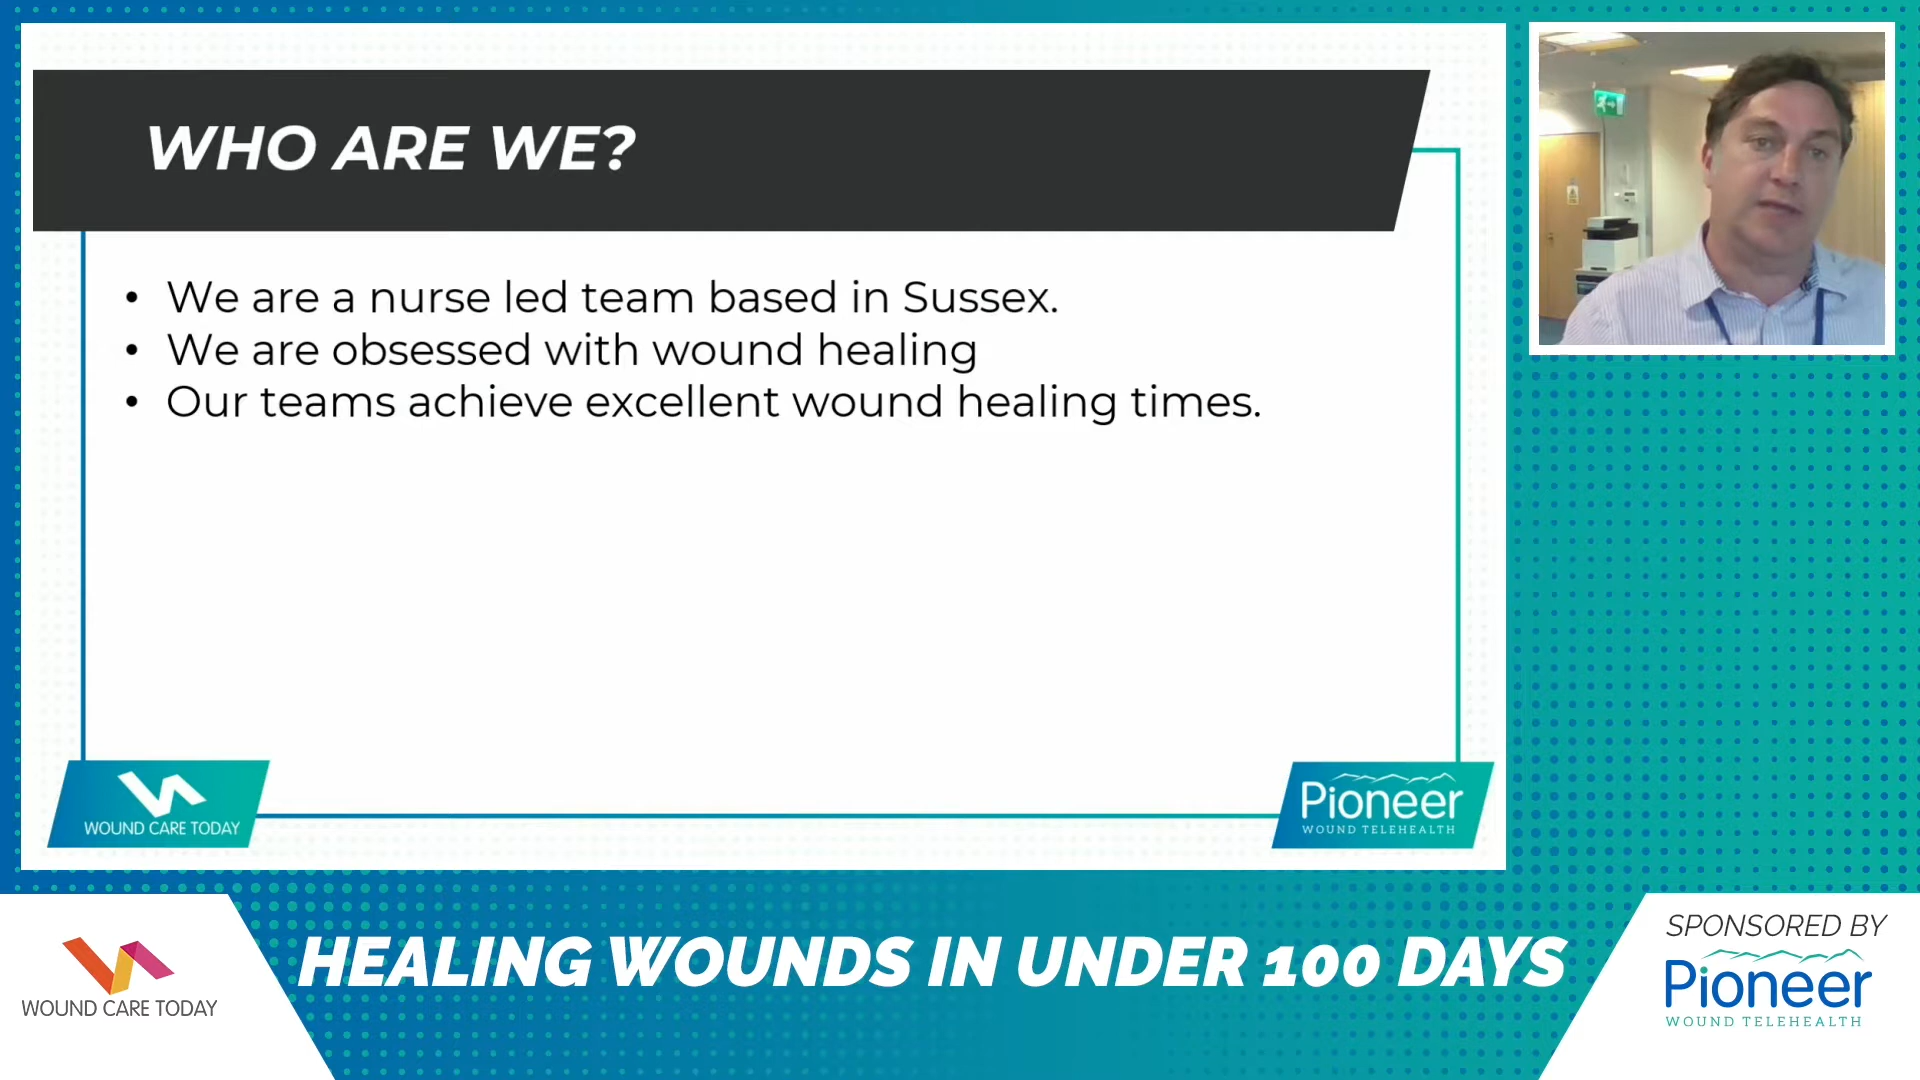 WHO ARE WE?
• We are a nurse led team based in Sussex.
• We are obsessed with wound healing
• Our teams achieve excellent wound healing times.
WOUND CARE TODAY
Pioneer
WOUND TELEHEALTH
HEALING WOUNDS IN UNDER 100 DAYS
WOUND CARE TODAY
SPONSORED BY
Pioneer
WOUND TELEHEALTH